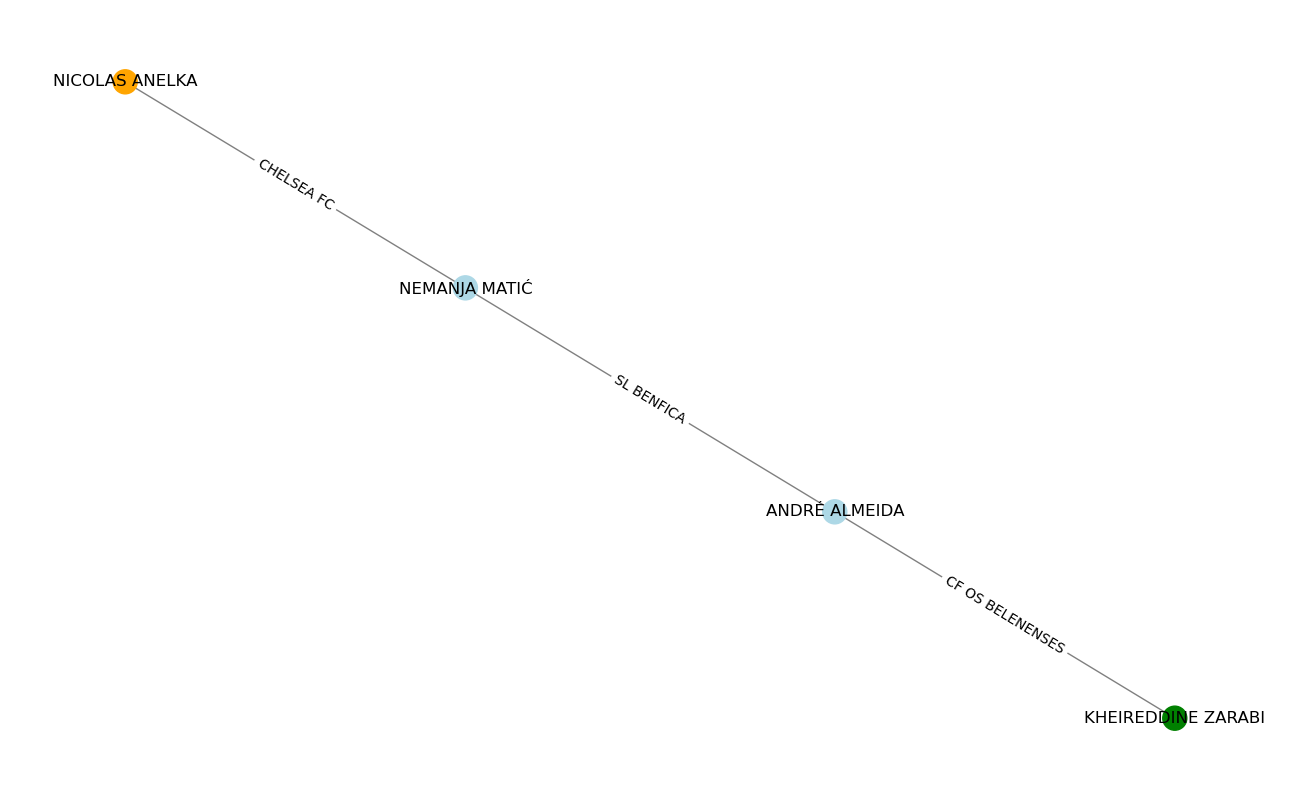 NICOLAS ANELKA
CHELSEA FC
NEMANJA MATIĆ
SL BENFICA
ANDRÉ ALMEIDA
CF OS BELENENSES
KHEIREDDINE ZARABI